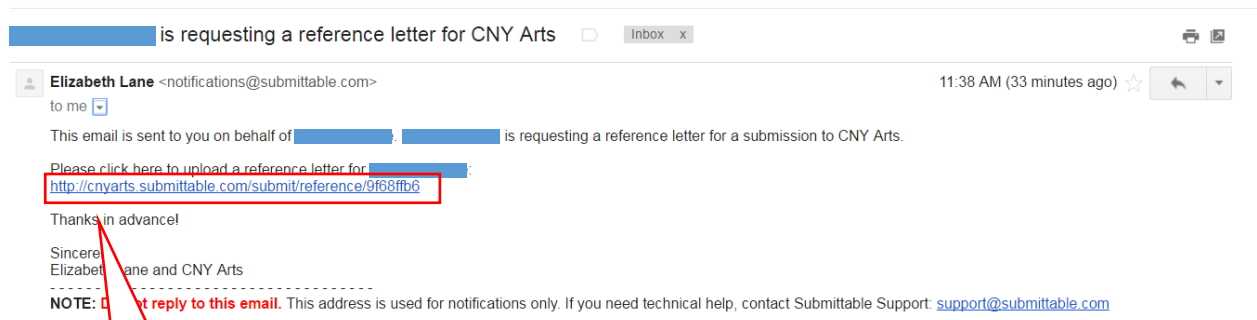 is requesting a reference letter for CNY Arts Inbox x
Elizabeth Lane <notifications@submittable.com> 11:38 AM (33 minutes ago)
to me
This email is sent to you on behalf of . is requesting a reference letter for a submission to CNY Arts.
Please click here to upload a reference letter for :
http://cnyarts.submittable.com/submit/reference/9f68ffb6
Thanks in advance!
Elizabeth Lane and CNY Arts
- - - - - - - - - - - - - - - - - - - - - - - - - - - - - - - - - - - - - -
NOTE: Do not reply to this email. This address is used for notifications only. If you need technical help, contact Submittable Support: support@submittable.com